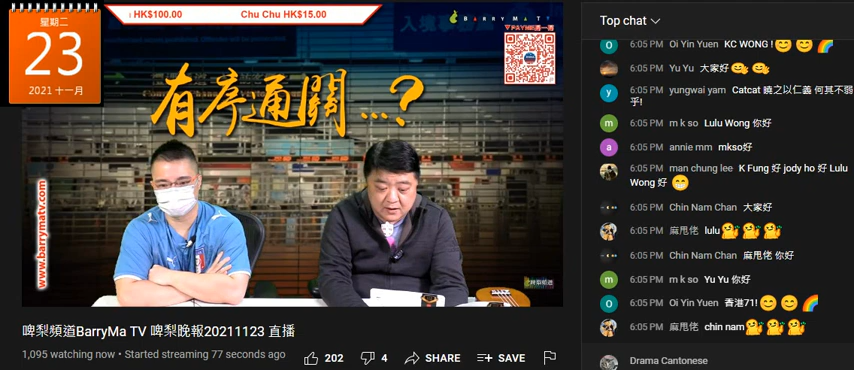 星期二
23
2021 十一月
HK$100.00
Chu Chu HK$15.00
BARRY MA TV
入境事
有序通關...?
www.barrymatv.com
啤梨頻道BarryMa TV 啤梨晚報20211123 直播
1,095 watching now • Started streaming 77 seconds ago
202
4
SHARE
SAVE
Top chat
6:05 PM Oi Yin Yuen KC WONG !😊😊🌈
6:05 PM Yu Yu 大家好
6:05 PM yungwai yam Catcat 曉之以仁義 何其不弱
乎!
6:05 PM m k so Lulu Wong 你好
6:05 PM annie mm mkso好
6:05 PM man chung lee K Fung 好 jody ho 好 Lulu
Wong 好 😁
6:05 PM Chin Nam Chan 大家好
6:05 PM 麻甩佬 lulu
6:05 PM Chin Nam Chan 麻甩佬 你好
6:05 PM m k so Yu Yu 你好
6:05 PM Oi Yin Yuen 香港71!😊😊🌈
6:05 PM 麻甩佬 chin nam
Drama Cantonese